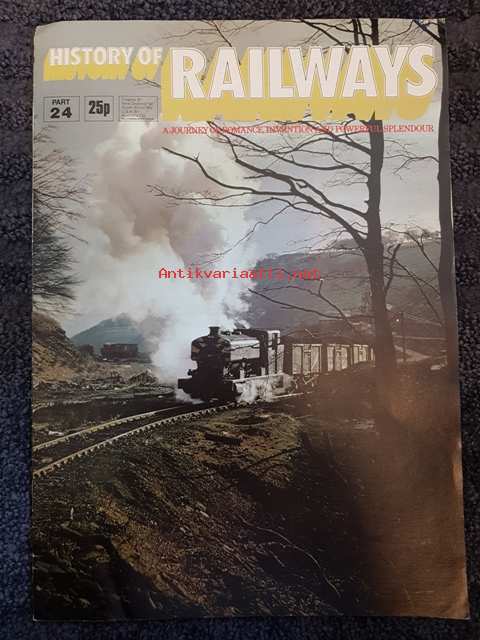 HISTORY OF
RAILWAYS
PART
24
25p
A JOURNEY OF ROMANCE, INVENTION AND POWERFUL SPLENDOUR
Antikvariaatti.net